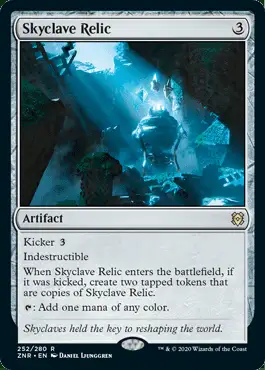 Skyclave Relic 3
Artifact
Kicker 3
Indestructible
When Skyclave Relic enters the battlefield, if
it was kicked, create two tapped tokens that
are copies of Skyclave Relic.
: Add one mana of any color.
Skyclaves held the key to reshaping the world.
252/280 R
ZNR • EN Daniel Ljunggren ™ & © 2020 Wizards of the Coast